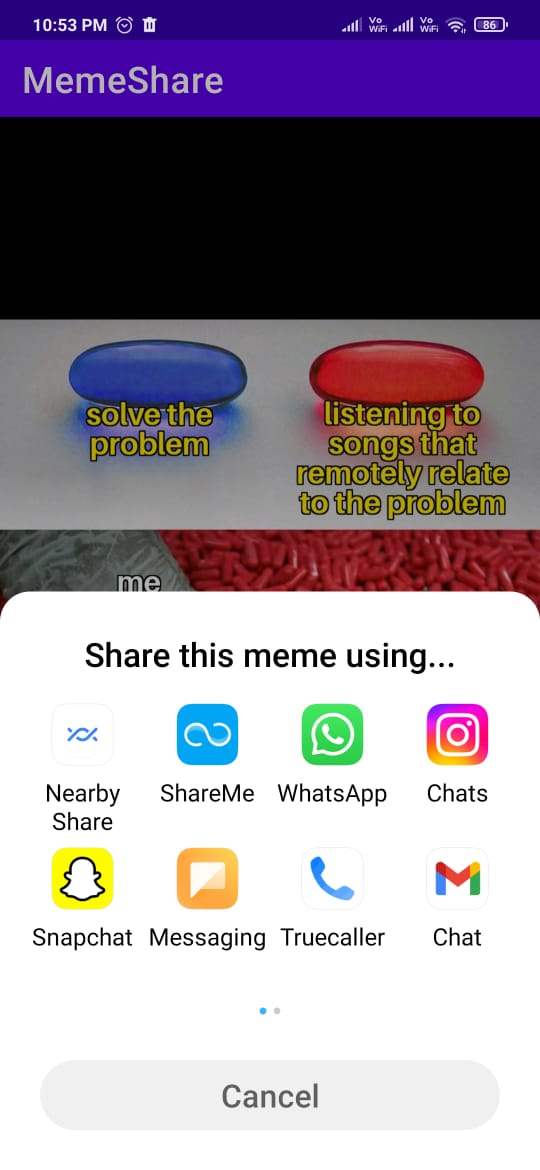 10:53 PM Vo WiFi Vo WiFi 86
MemeShare
solve the
problem
listening to
songs that
remotely relate
to the problem
me
Share this meme using...
Nearby
Share
ShareMe
WhatsApp
Chats
Snapchat
Messaging
Truecaller
Chat
Cancel